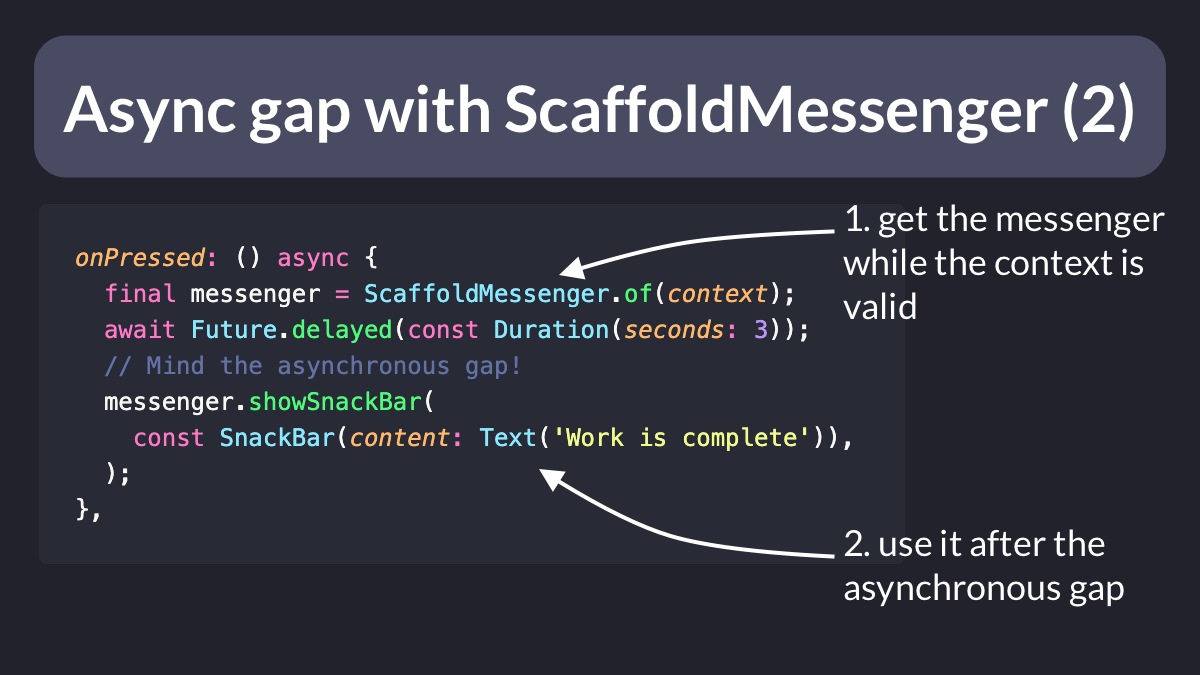 Async gap with ScaffoldMessenger (2)
onPressed: () async {
  final messenger = ScaffoldMessenger.of(context);
  await Future.delayed(const Duration(seconds: 3));
  // Mind the asynchronous gap!
  messenger.showSnackBar(
    const SnackBar(content: Text('Work is complete')),
  );
},
1. get the messenger
while the context is
valid
2. use it after the
asynchronous gap